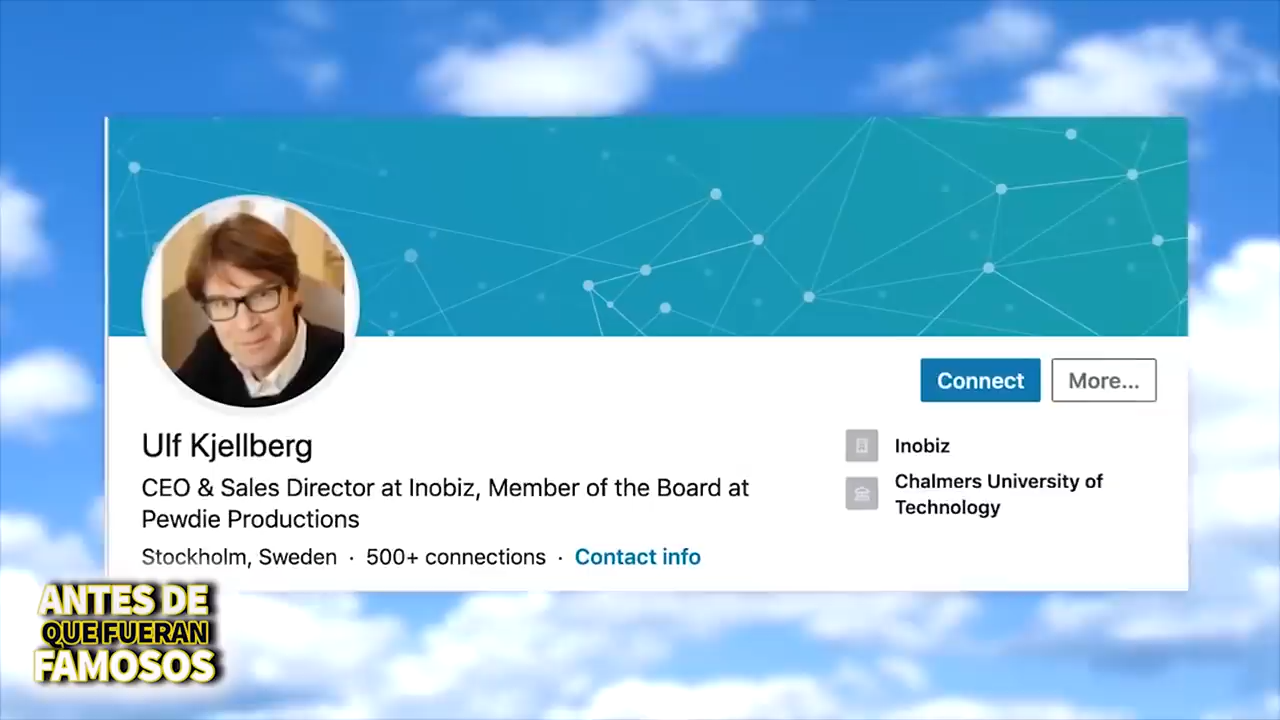 Connect
More...
Ulf Kjellberg
CEO & Sales Director at Inobiz, Member of the Board at
Pewdie Productions
Stockholm, Sweden · 500+ connections · Contact info
Inobiz
Chalmers University of
Technology
ANTES DE
QUE FUERAN
FAMOSOS